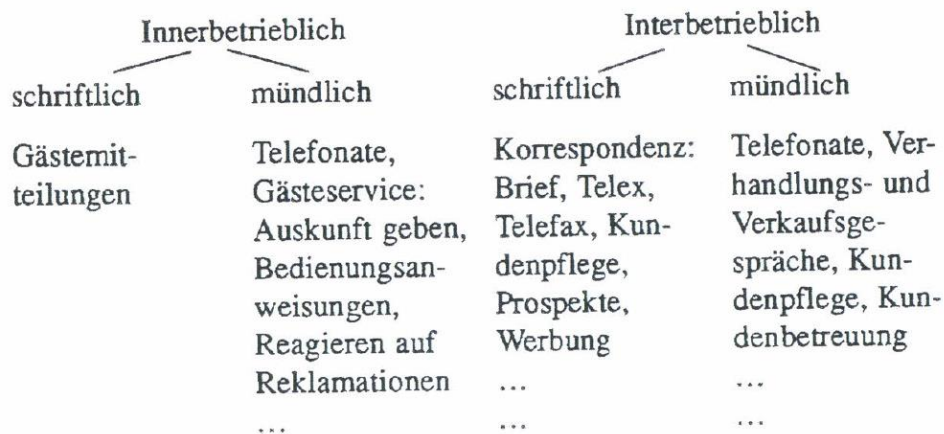 Innerbetrieblich
schriftlich
mündlich
Gästemit-
teilungen
Telefonate,
Gästeservice:
Auskunft geben,
Bedienungsan-
weisungen,
Reagieren auf
Reklamationen
...
Interbetrieblich
schriftlich
mündlich
Korrespondenz:
Brief, Telex,
Telefax, Kun-
denpflege,
Prospekte,
Werbung
...
...
Telefonate, Ver-
handlungs- und
Verkaufsge-
spräche, Kun-
denpflege, Kun-
denbetreuung
...
...